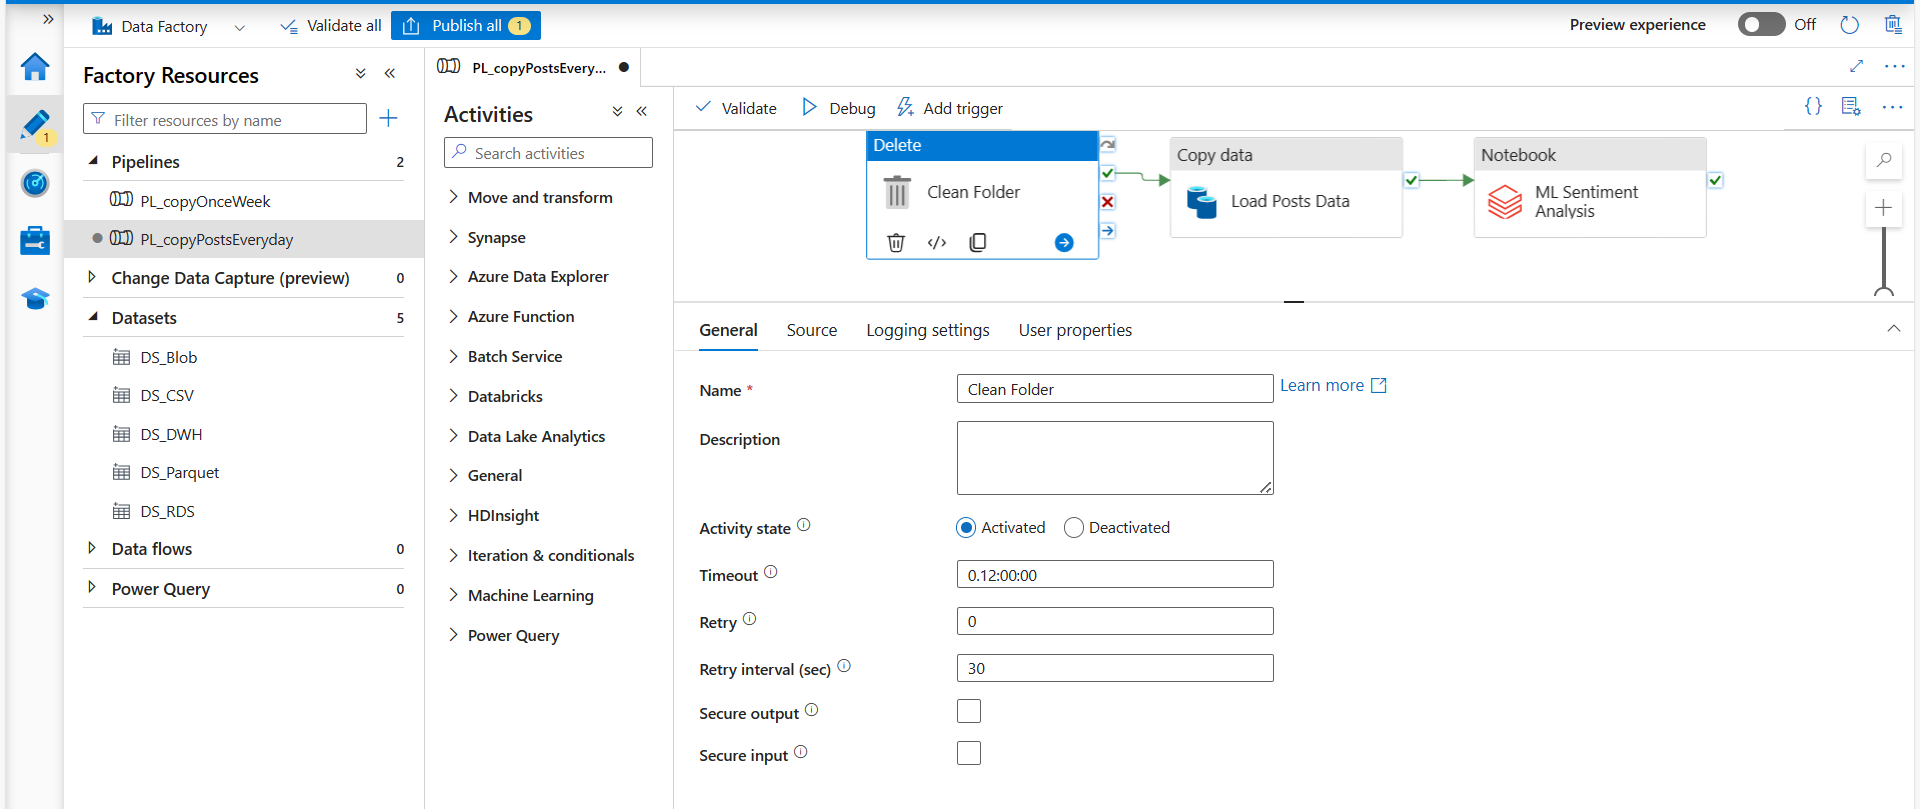 Data Factory
Validate all
Publish all 1
Preview experience
Off
1
Factory Resources
Filter resources by name
Pipelines 2
PL_copyOnceWeek
PL_copyPostsEveryday
Change Data Capture (preview) 0
Datasets 5
DS_Blob
DS_CSV
DS_DWH
DS_Parquet
DS_RDS
Data flows 0
Power Query 0
PL_copyPostsEvery...
Activities
Search activities
Move and transform
Synapse
Azure Data Explorer
Azure Function
Batch Service
Databricks
Data Lake Analytics
General
HDInsight
Iteration & conditionals
Machine Learning
Power Query
Validate
Debug
Add trigger
Delete
Clean Folder
Copy data
Load Posts Data
Notebook
ML Sentiment
Analysis
General
Source
Logging settings
User properties
Name *
Clean Folder
Learn more
Description
Activity state
Activated
Deactivated
Timeout
0.12:00:00
Retry
0
Retry interval (sec)
30
Secure output
Secure input